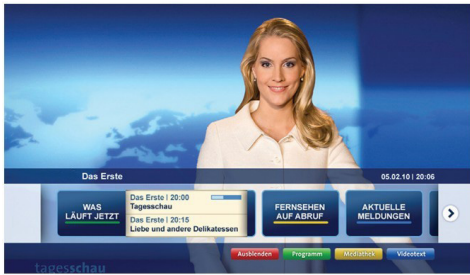 Das Erste
05.02.10 | 20:06
WAS
LÄUFT JETZT
Das Erste | 20:00
Tagesschau
Das Erste | 20:15
Liebe und andere Delikatessen
FERNSEHEN
AUF ABRUF
AKTUELLE
MELDUNGEN
Ausblenden
Programm
Mediathek
Videotext
tagesschau